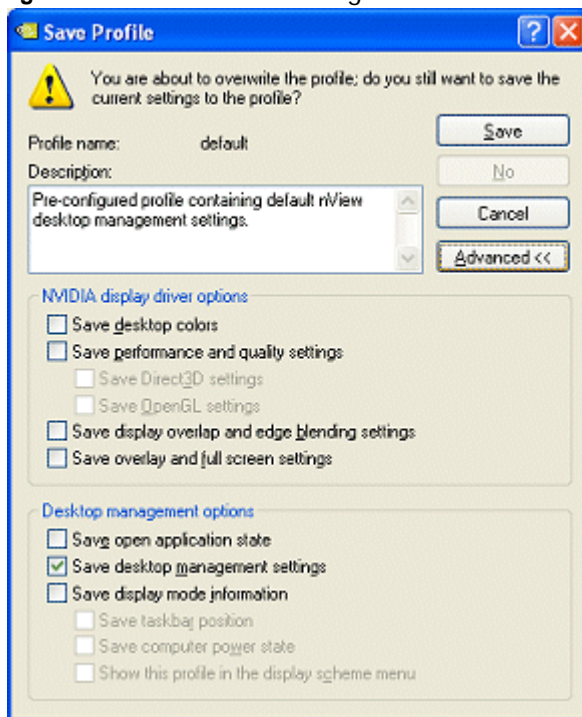 Save Profile
You are about to overwrite the profile; do you still want to save the
current settings to the profile?
Save
Profile name: default
No
Description:
Pre-configured profile containing default nView
desktop management settings.
Cancel
Advanced <<
NVIDIA display driver options
Save desktop colors
Save performance and quality settings
Save Direct3D settings
Save OpenGL settings
Save display overlap and edge blending settings
Save overlay and full screen settings
Desktop management options
Save open application state
Save desktop management settings
Save display mode information
Save taskbar position
Save computer power state
Show this profile in the display scheme menu